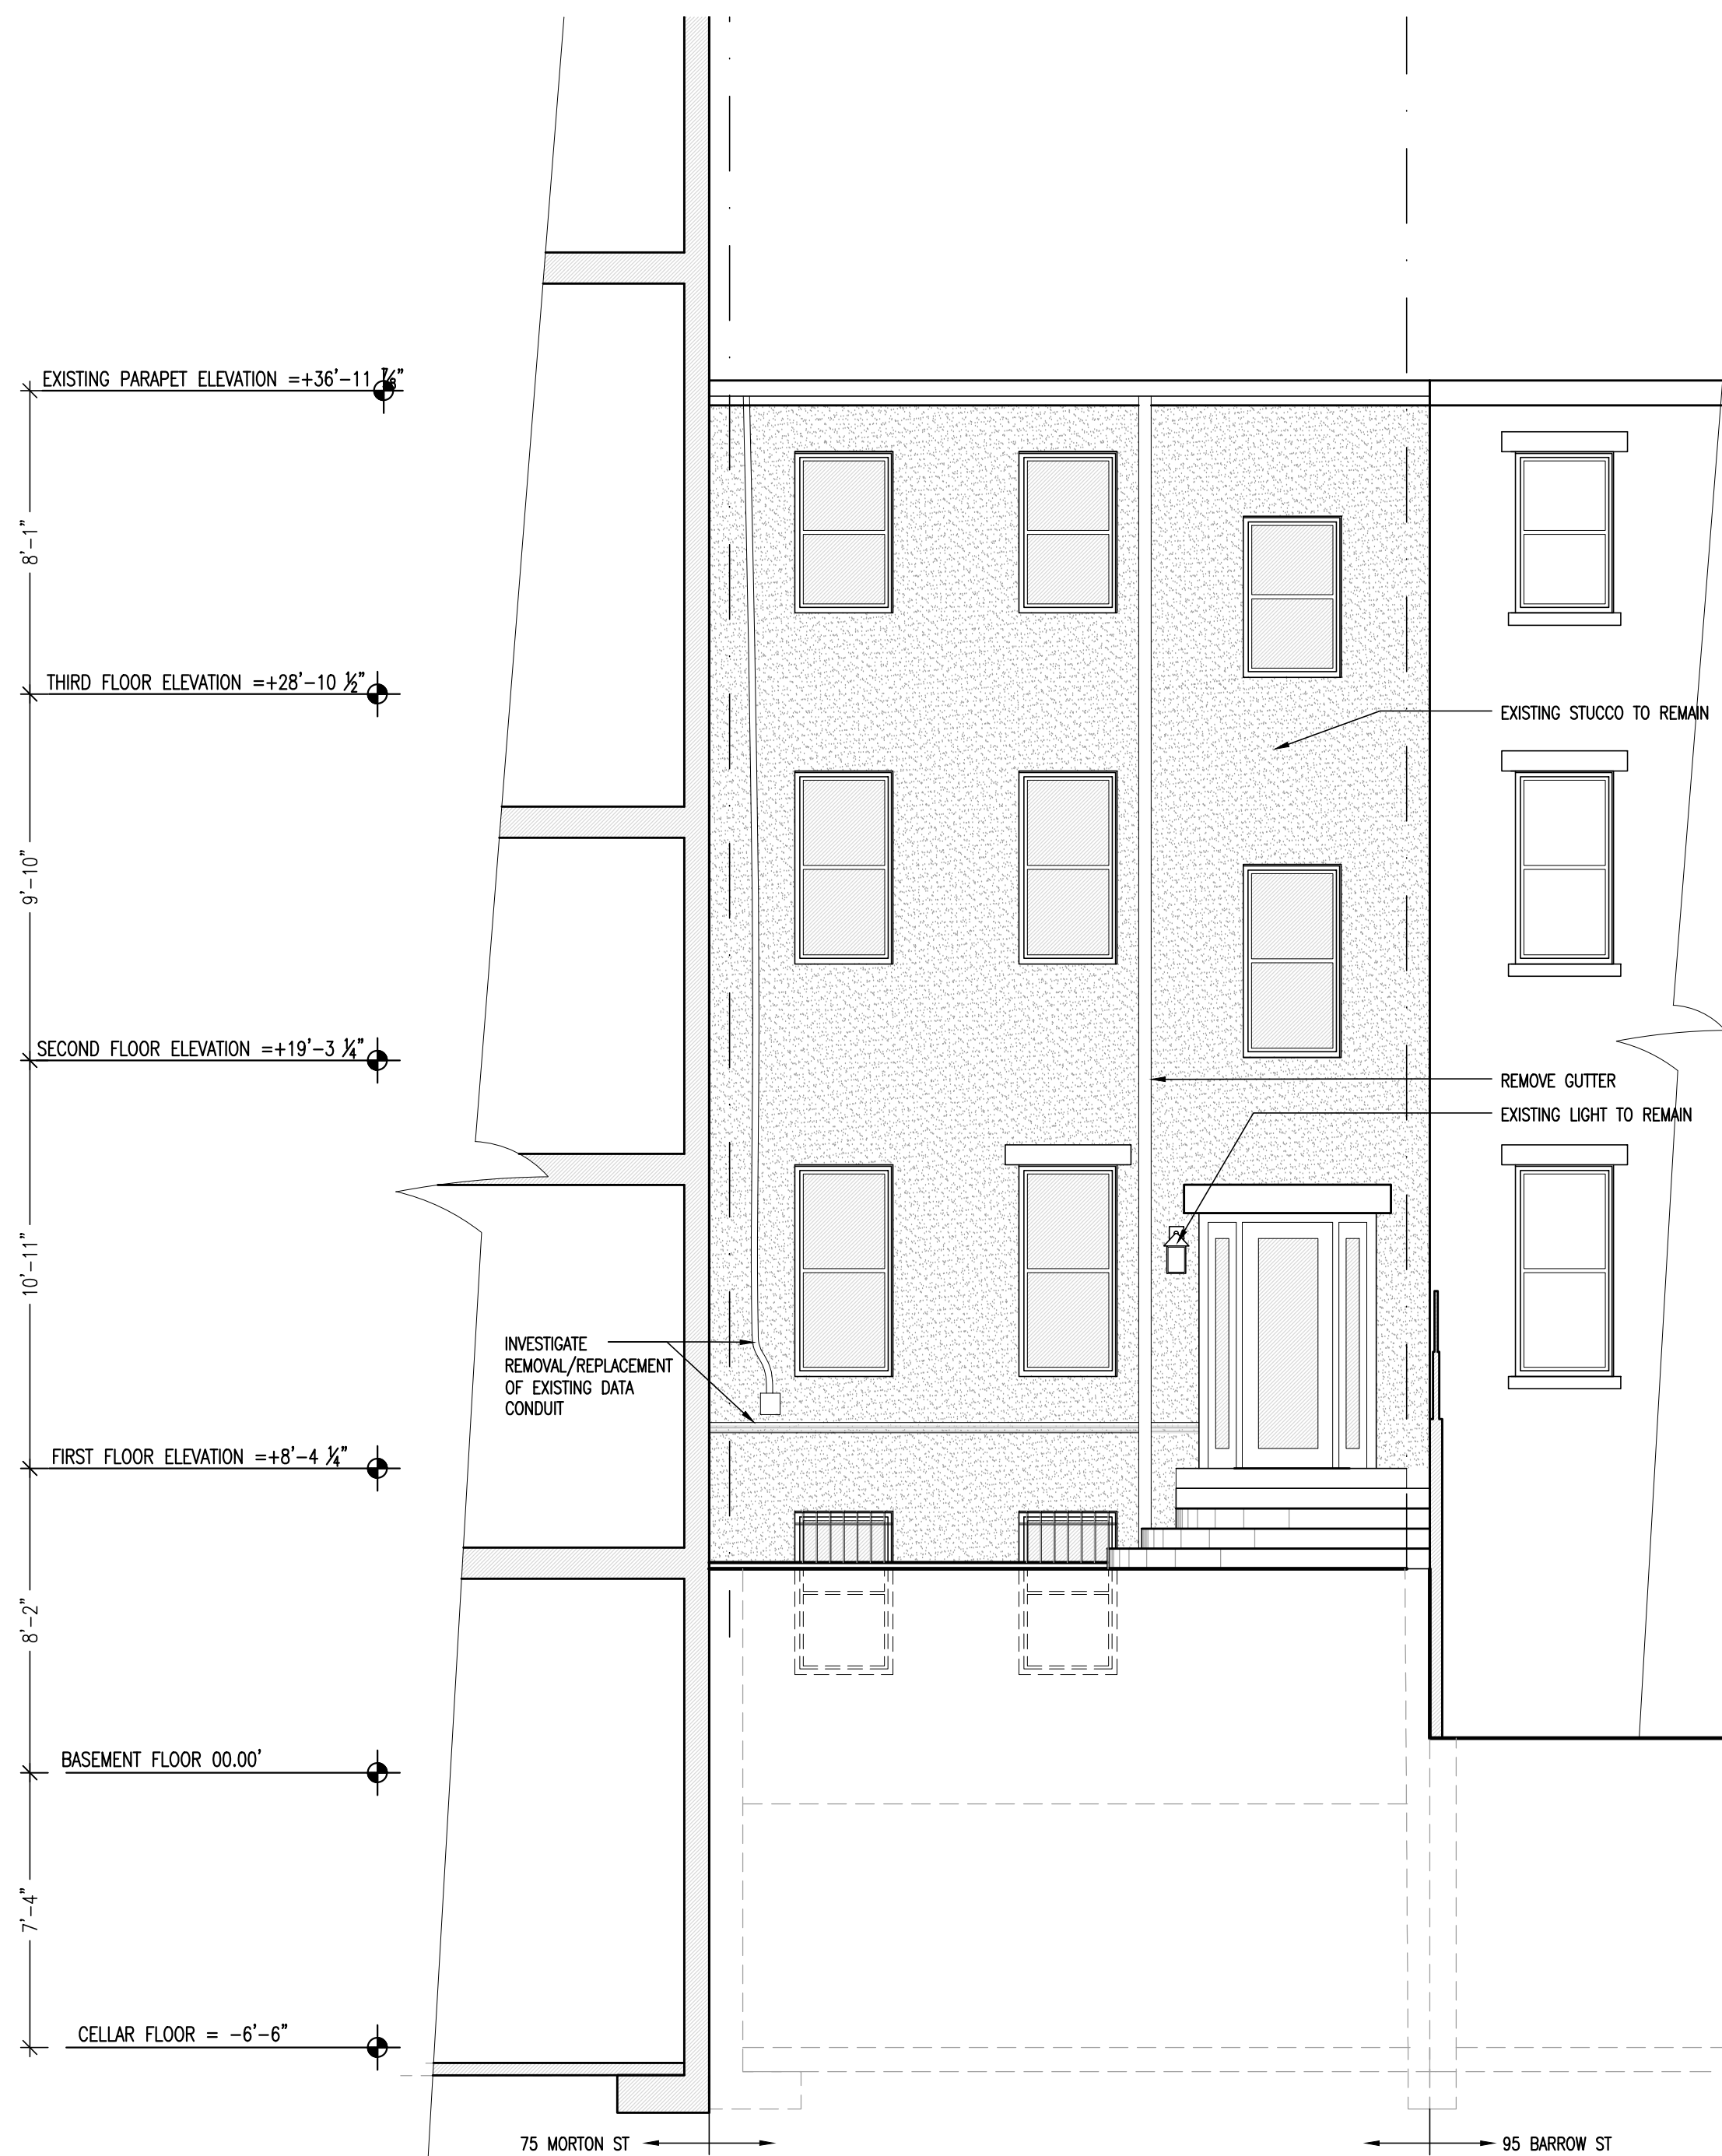 EXISTING PARAPET ELEVATION =+36'-11 ⅞"
8'-1"
THIRD FLOOR ELEVATION =+28'-10 ½"
EXISTING STUCCO TO REMAIN
9'-10"
SECOND FLOOR ELEVATION =+19'-3 ¼"
REMOVE GUTTER
EXISTING LIGHT TO REMAIN
10'-11"
INVESTIGATE
REMOVAL/REPLACEMENT
OF EXISTING DATA
CONDUIT
FIRST FLOOR ELEVATION =+8'-4 ¼"
8'-2"
BASEMENT FLOOR 00.00'
7'-4"
CELLAR FLOOR = -6'-6"
75 MORTON ST
95 BARROW ST